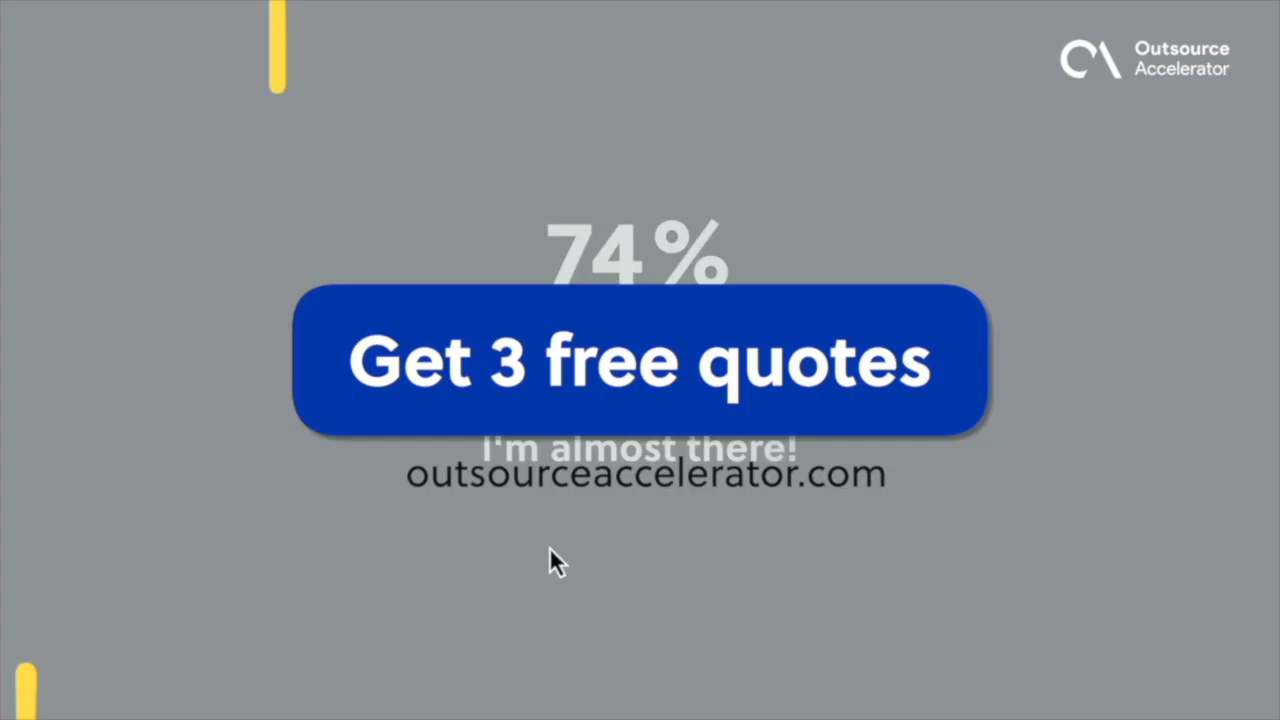 Outsource
Accelerator
74%
Get 3 free quotes
I'm almost there!
outsourceaccelerator.com